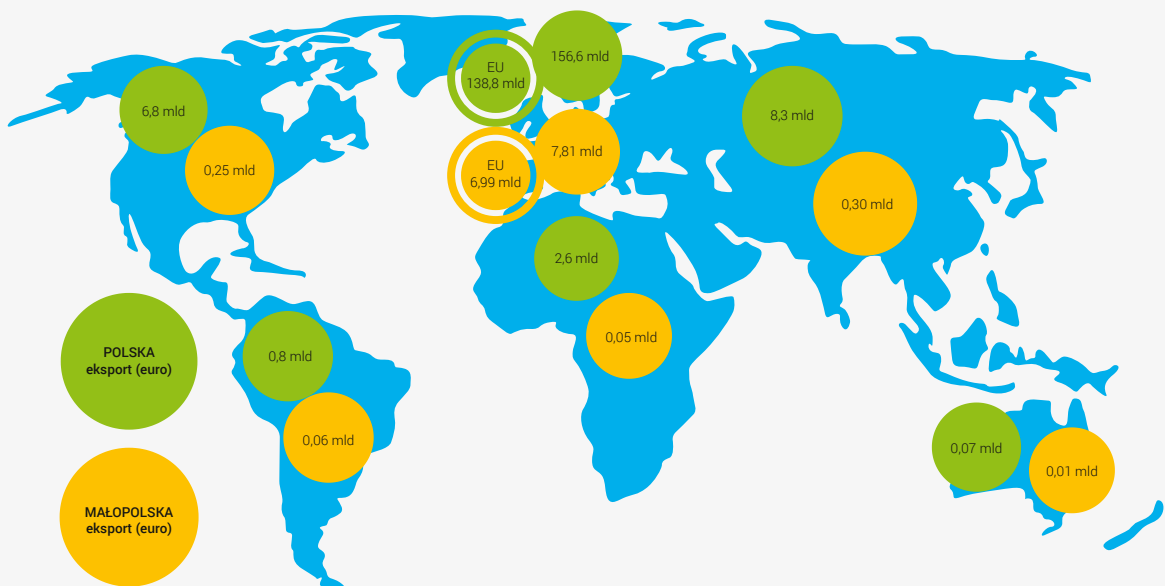 EU
138,8 mld
156,6 mld
6,8 mld
8,3 mld
0,25 mld
EU
6,99 mld
7,81 mld
0,30 mld
2,6 mld
0,05 mld
POLSKA
eksport (euro)
0,8 mld
0,06 mld
0,07 mld
0,01 mld
MAŁOPOLSKA
eksport (euro)